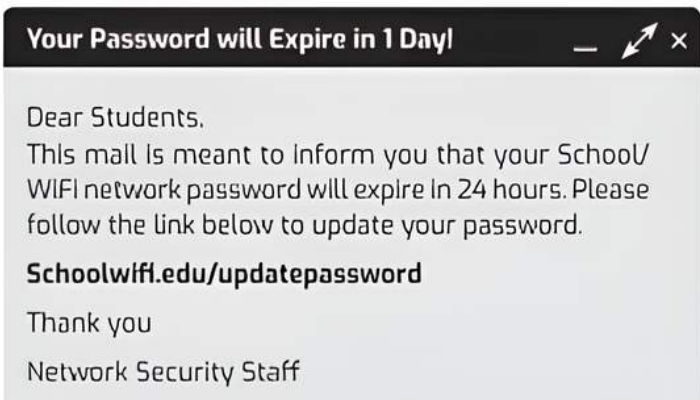 Your Password will Expire in 1 Day!
Dear Students,
This mail is meant to inform you that your School/
WiFi network password will expire in 24 hours. Please
follow the link below to update your password.
Schoolwifi.edu/updatepassword
Thank you
Network Security Staff